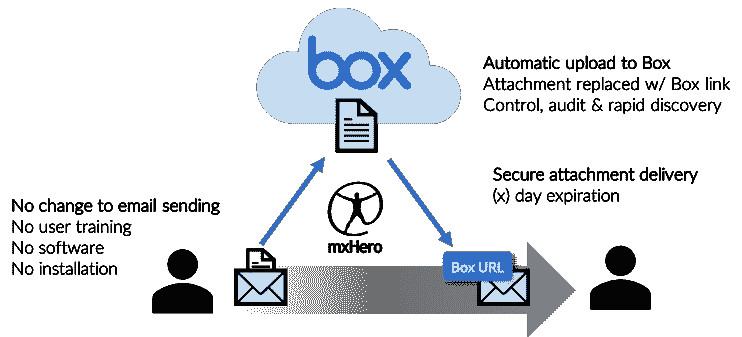 box
Automatic upload to Box
Attachment replaced w/ Box link
Control, audit & rapid discovery
Secure attachment delivery
(x) day expiration
No change to email sending
No user training
No software
No installation
mxHero
Box URL